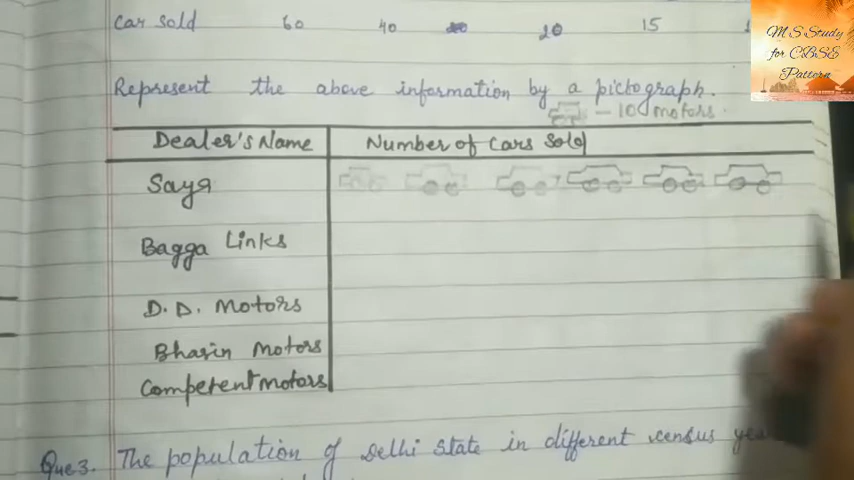 Car Sold 60 40 20 15
Represent the above information by a pictograph.
– 10 motors.
Dealer's Name Number of Cars Sold
Saya
Bagga Links
D.D. Motors
Bhasin Motors
Competent Motors
Que 3. The population of Delhi State in different census
M S Study
for CBSE
Pattern